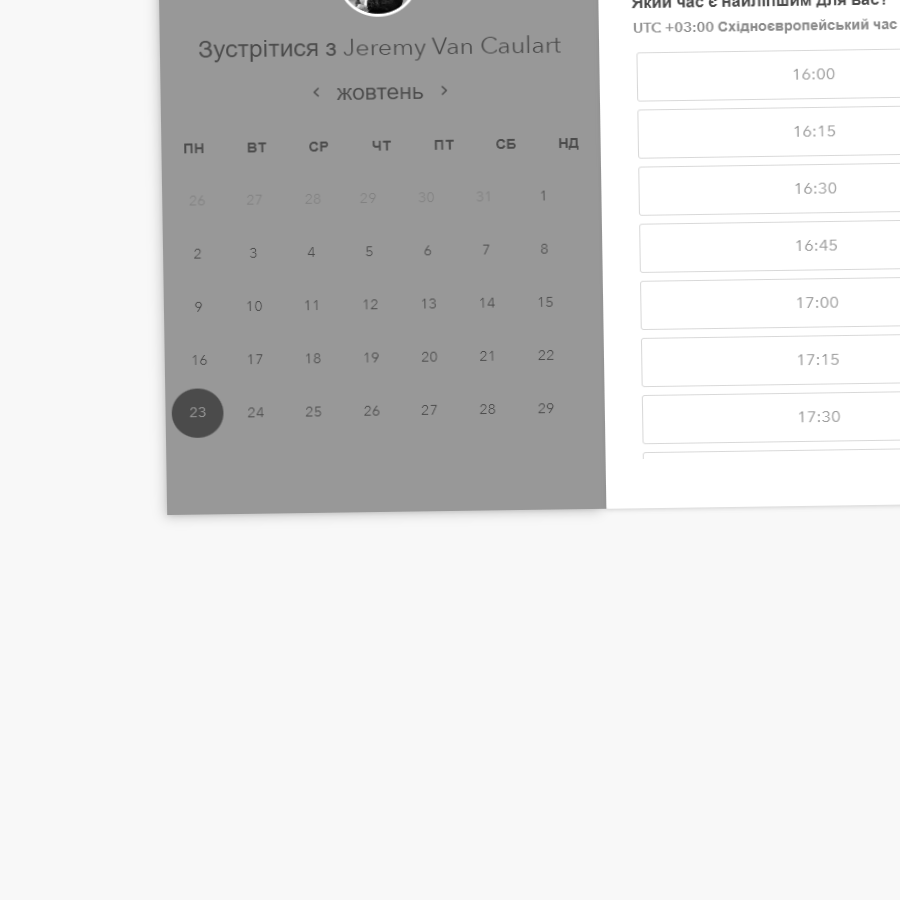 Зустрітися з Jeremy Van Caulart
жовтень
ПН ВТ СР ЧТ ПТ СБ НД
26 27 28 29 30 31 1
2 3 4 5 6 7 8
9 10 11 12 13 14 15
16 17 18 19 20 21 22
23 24 25 26 27 28 29
Який час є найліпшим для вас?
UTC +03:00 Східноєвропейський час
16:00
16:15
16:30
16:45
17:00
17:15
17:30